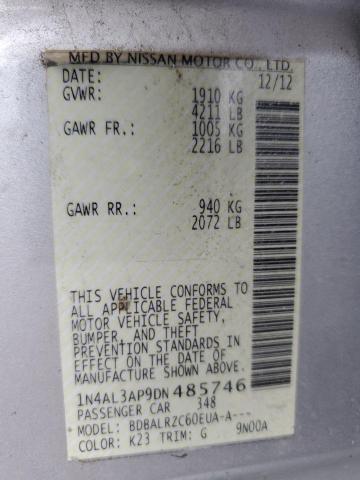 MFD BY NISSAN MOTOR CO., LTD.
DATE: 12/12
GVWR: 1910 KG
4211 LB
GAWR FR.: 1005 KG
2216 LB
GAWR RR.: 940 KG
2072 LB
THIS VEHICLE CONFORMS TO
ALL APPLICABLE FEDERAL
MOTOR VEHICLE SAFETY,
BUMPER, AND THEFT
PREVENTION STANDARDS IN
EFFECT ON THE DATE OF
MANUFACTURE SHOWN ABOVE.
1N4AL3AP9DN485746
PASSENGER CAR 348
MODEL: BDBALRZC60EUA-A---
COLOR: K23 TRIM: G 9N00A